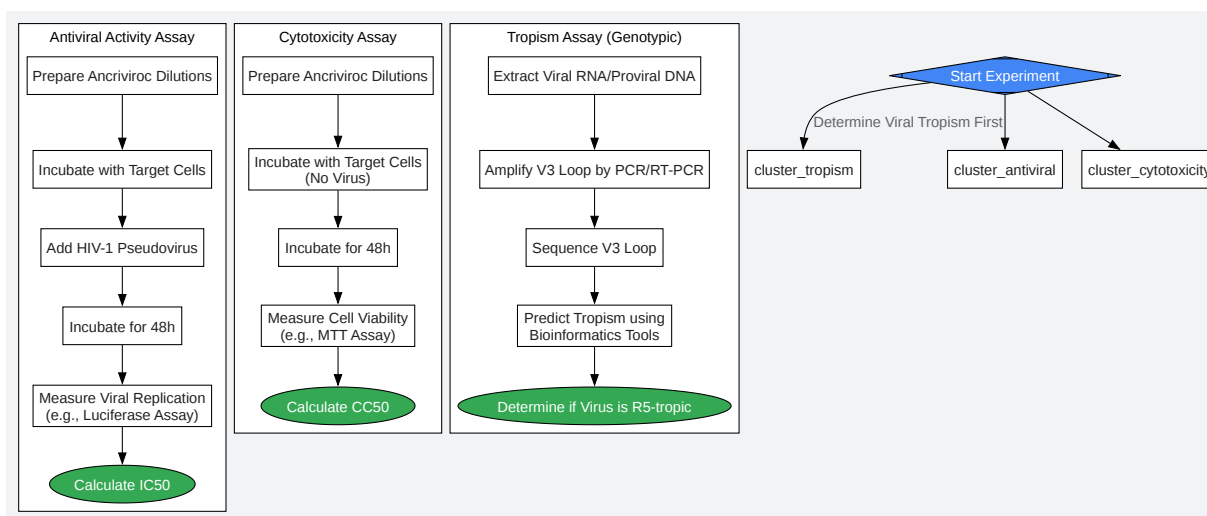 Antiviral Activity Assay
Prepare Ancriviroc Dilutions
Incubate with Target Cells
Add HIV-1 Pseudovirus
Incubate for 48h
Measure Viral Replication
(e.g., Luciferase Assay)
Calculate IC50
Cytotoxicity Assay
Prepare Ancriviroc Dilutions
Incubate with Target Cells
(No Virus)
Incubate for 48h
Measure Cell Viability
(e.g., MTT Assay)
Calculate CC50
Tropism Assay (Genotypic)
Extract Viral RNA/Proviral DNA
Amplify V3 Loop by PCR/RT-PCR
Sequence V3 Loop
Predict Tropism using
Bioinformatics Tools
Determine if Virus is R5-tropic
Start Experiment
Determine Viral Tropism First
cluster_tropism
cluster_antiviral
cluster_cytotoxicity